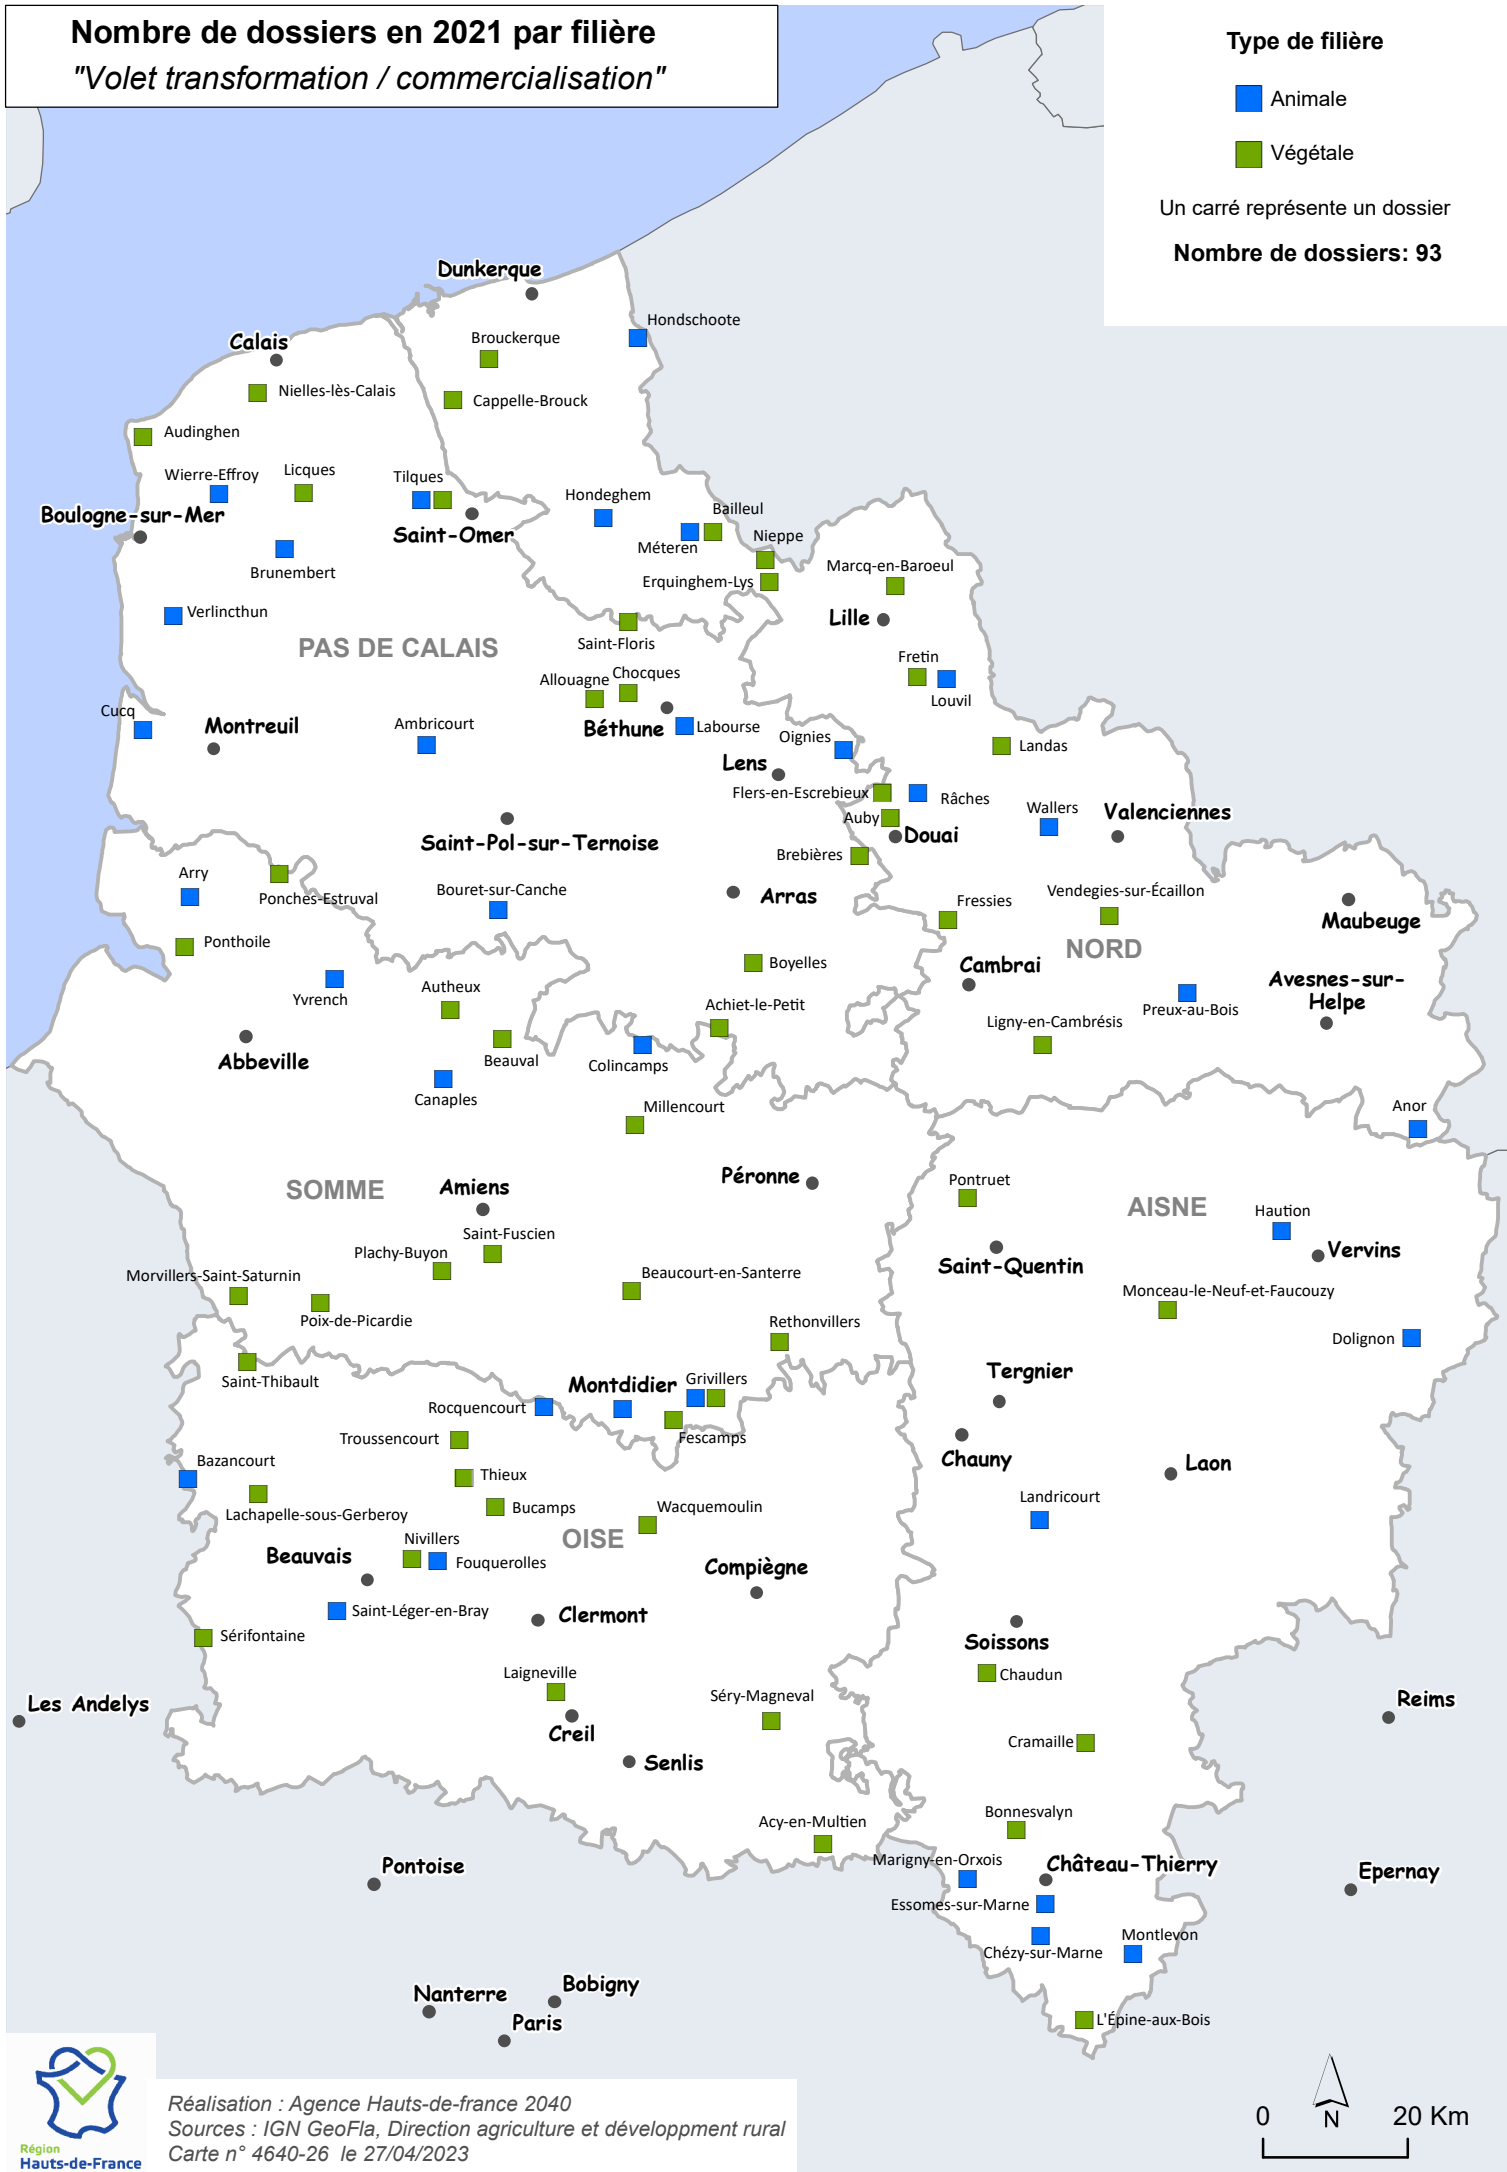 Nombre de dossiers en 2021 par filière
"Volet transformation / commercialisation"
Type de filière
Animale
Végétale
Un carré représente un dossier
Nombre de dossiers: 93
Dunkerque
Hondschoote
Brouckerque
Calais
Nielles-lès-Calais
Cappelle-Brouck
Audinghen
Wierre-Effroy
Licques
Tilques
Hondeghem
Bailleul
Boulogne-sur-Mer
Saint-Omer
Méteren
Nieppe
Brunembert
Erquinghem-Lys
Marcq-en-Baroeul
Verlincthun
Lille
PAS DE CALAIS
Saint-Floris
Fretin
Allouagne
Chocques
Louvil
Cucq
Montreuil
Ambricourt
Béthune
Labourse
Oignies
Landas
Lens
Flers-en-Escrebieux
Râches
Wallers
Valenciennes
Auby
Douai
Saint-Pol-sur-Ternoise
Brebières
Arry
Ponches-Estruval
Bouret-sur-Canche
Arras
Fressies
Vendegies-sur-Écaillon
Maubeuge
Ponthoile
NORD
Boyelles
Cambrai
Avesnes-sur-
Helpe
Yvrench
Autheux
Achiet-le-Petit
Preux-au-Bois
Ligny-en-Cambrésis
Abbeville
Beauval
Colincamps
Canaples
Millencourt
Anor
Péronne
Pontruet
SOMME
Amiens
AISNE
Haution
Saint-Fuscien
Plachy-Buyon
Vervins
Saint-Quentin
Morvillers-Saint-Saturnin
Beaucourt-en-Santerre
Monceau-le-Neuf-et-Faucouzy
Poix-de-Picardie
Rethonvillers
Dolignon
Saint-Thibault
Tergnier
Montdidier
Grivillers
Rocquencourt
Troussencourt
Fescamps
Bazancourt
Chauny
Laon
Thieux
Lachapelle-sous-Gerberoy
Bucamps
Wacquemoulin
Landricourt
OISE
Nivillers
Beauvais
Fouquerolles
Compiègne
Saint-Léger-en-Bray
Clermont
Sérifontaine
Soissons
Laigneville
Chaudun
Les Andelys
Séry-Magneval
Reims
Creil
Cramaille
Senlis
Bonnesvalyn
Acy-en-Multien
Marigny-en-Orxois
Château-Thierry
Pontoise
Epernay
Essomes-sur-Marne
Montlevon
Chézy-sur-Marne
Nanterre
Bobigny
Paris
L'Épine-aux-Bois
Région
Hauts-de-France
Réalisation : Agence Hauts-de-france 2040
Sources : IGN GeoFla, Direction agriculture et développment rural
Carte n° 4640-26 le 27/04/2023
0
N
20 Km